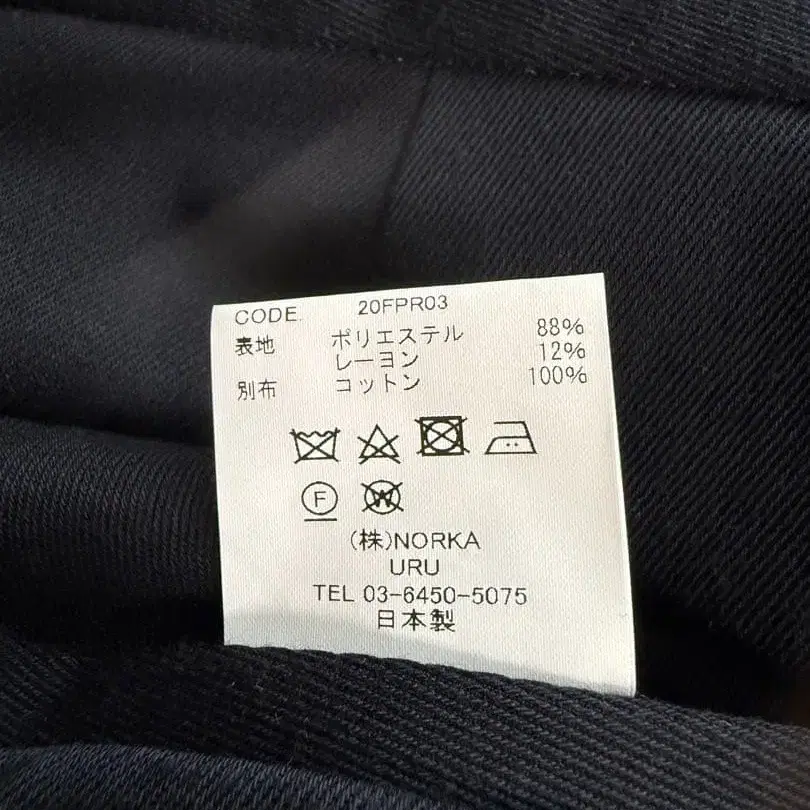 CODE. 20FPR03
表地 ポリエステル 88%
レーヨン 12%
別布 コットン 100%
F W
(株)NORKA
URU
TEL 03-6450-5075
日本製